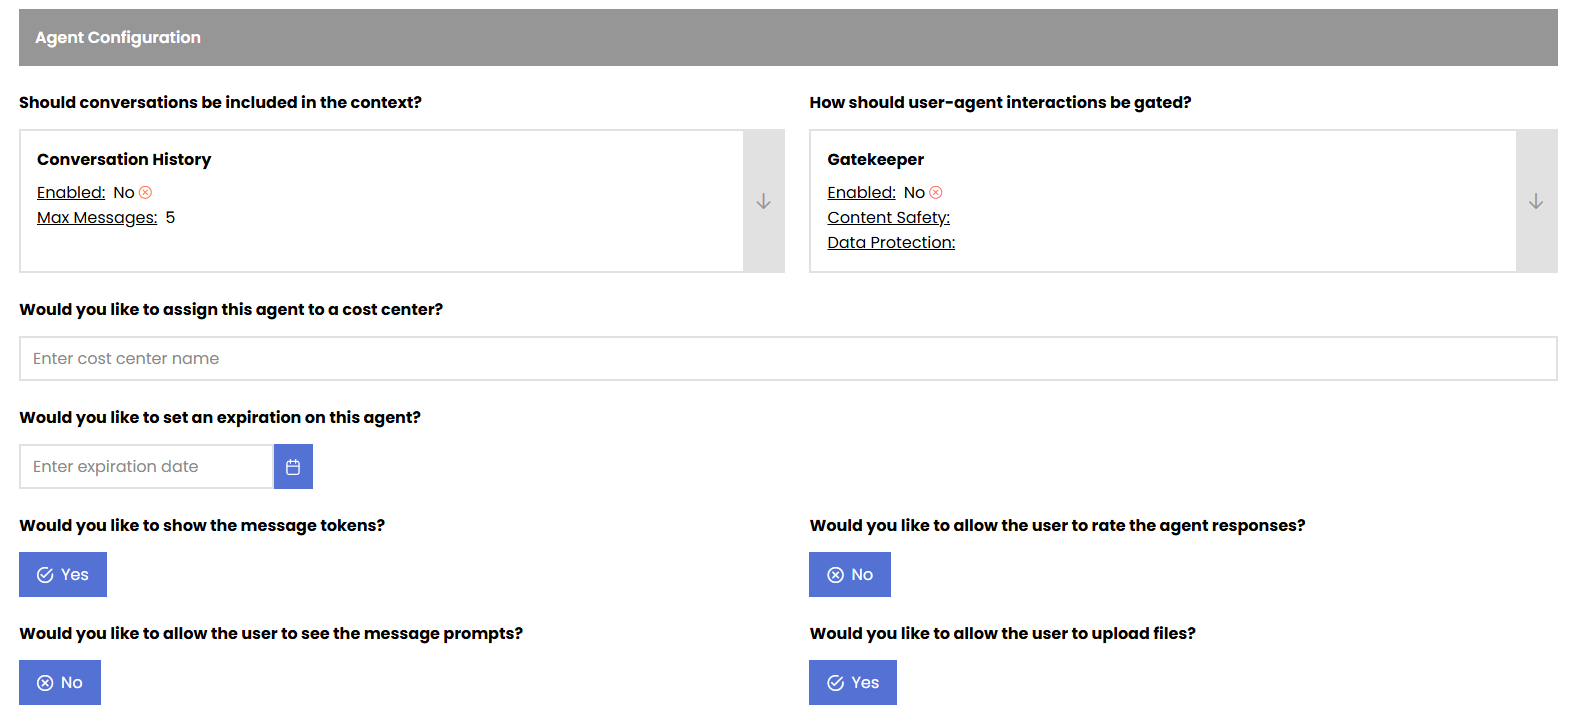 Agent Configuration
Should conversations be included in the context?
How should user-agent interactions be gated?
Conversation History
Enabled: No
Max Messages: 5
Gatekeeper
Enabled: No
Content Safety:
Data Protection:
Would you like to assign this agent to a cost center?
Enter cost center name
Would you like to set an expiration on this agent?
Enter expiration date
Would you like to show the message tokens?
Yes
Would you like to allow the user to rate the agent responses?
No
Would you like to allow the user to see the message prompts?
No
Would you like to allow the user to upload files?
Yes